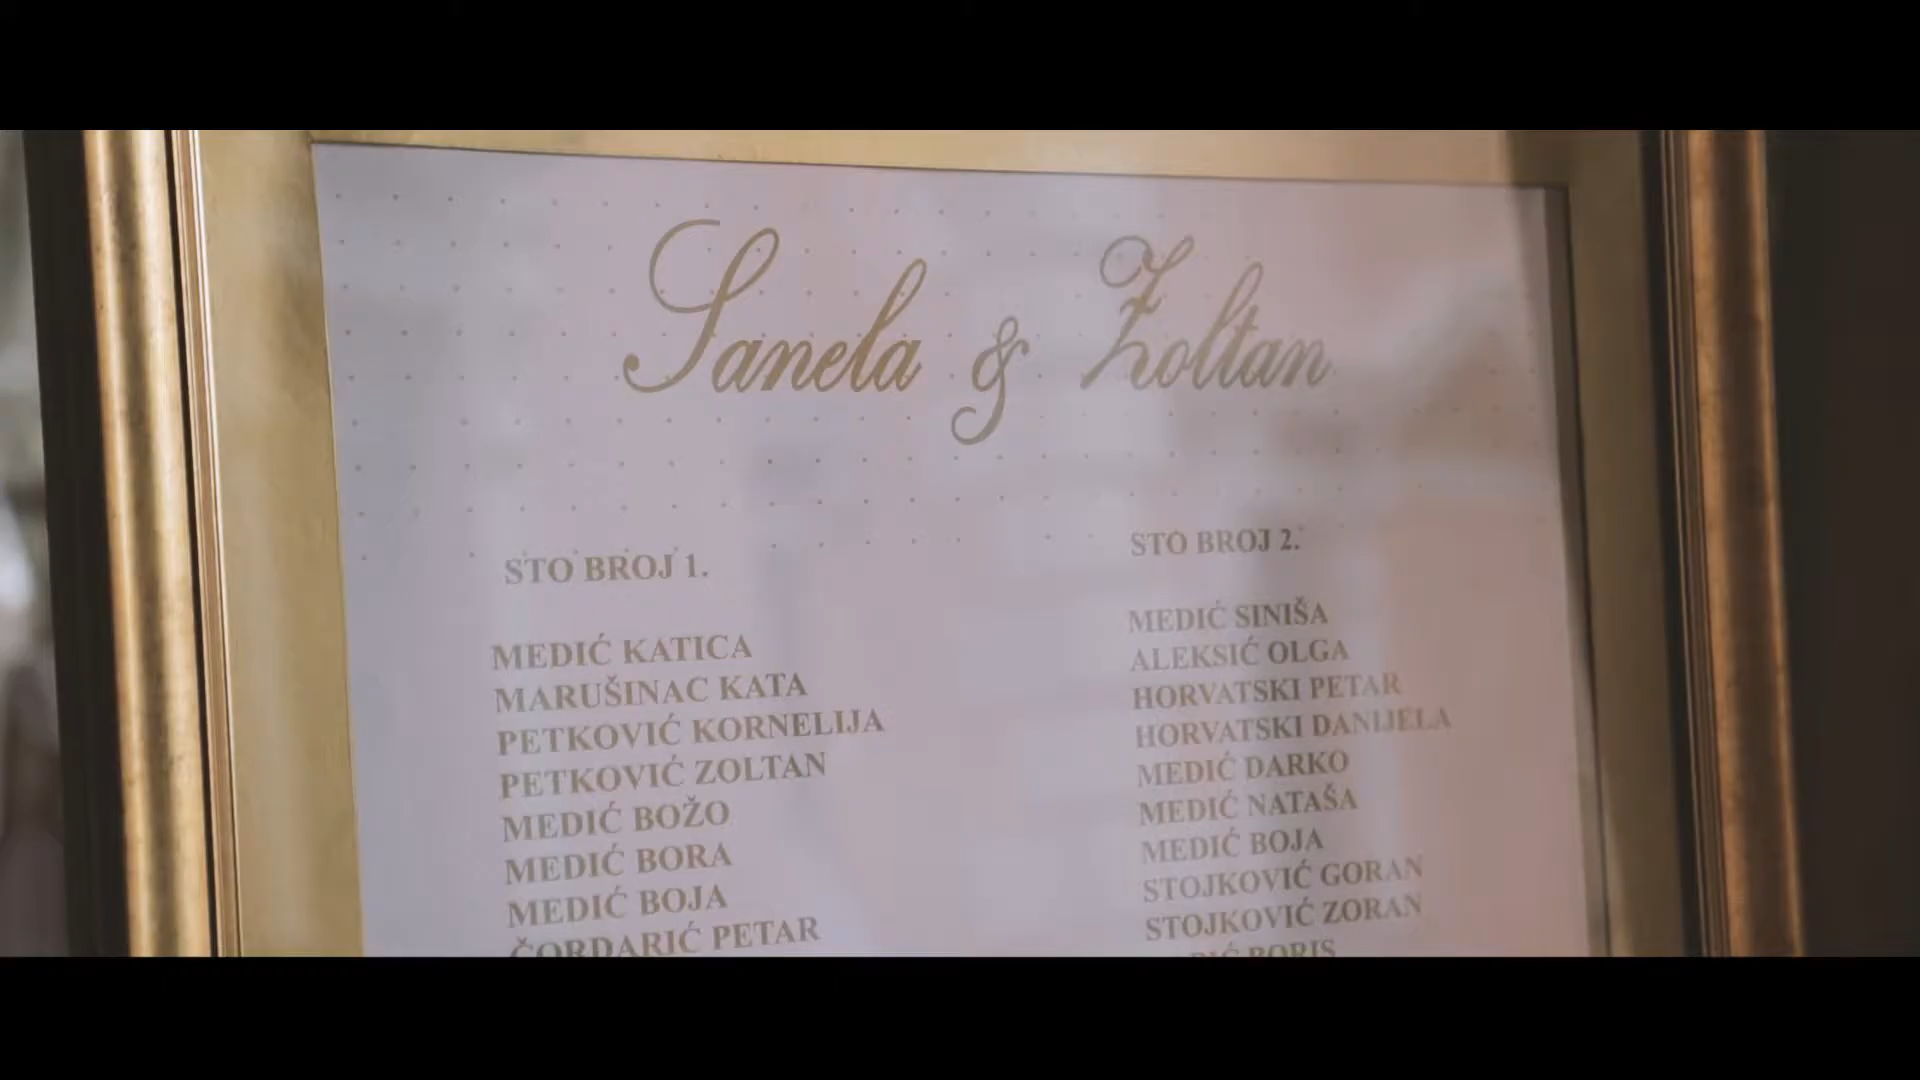 Sanela & Zoltan
STO BROJ 1.
MEDIĆ KATICA
MARUŠINAC KATA
PETKOVIĆ KORNELIJA
PETKOVIĆ ZOLTAN
MEDIĆ BOŽO
MEDIĆ BORA
MEDIĆ BOJA
ČORDARIĆ PETAR
STO BROJ 2.
MEDIĆ SINIŠA
ALEKSIĆ OLGA
HORVATSKI PETAR
HORVATSKI DANIJELA
MEDIĆ DARKO
MEDIĆ NATAŠA
MEDIĆ BOJA
STOJKOVIĆ GORAN
STOJKOVIĆ ZORAN
BORIS